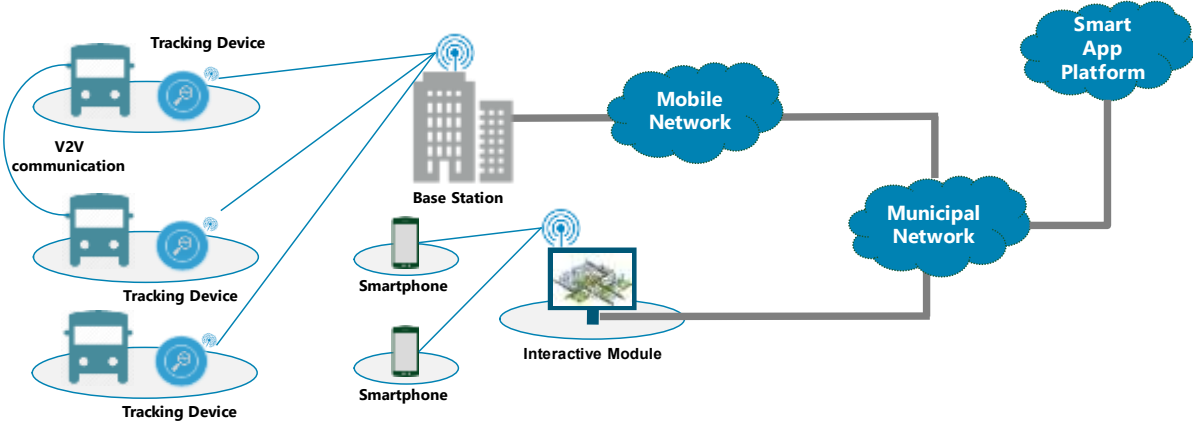 Tracking Device
Smart
App
Platform
Mobile
Network
V2V
communication
Base Station
Municipal
Network
Smartphone
Tracking Device
Interactive Module
Smartphone
Tracking Device